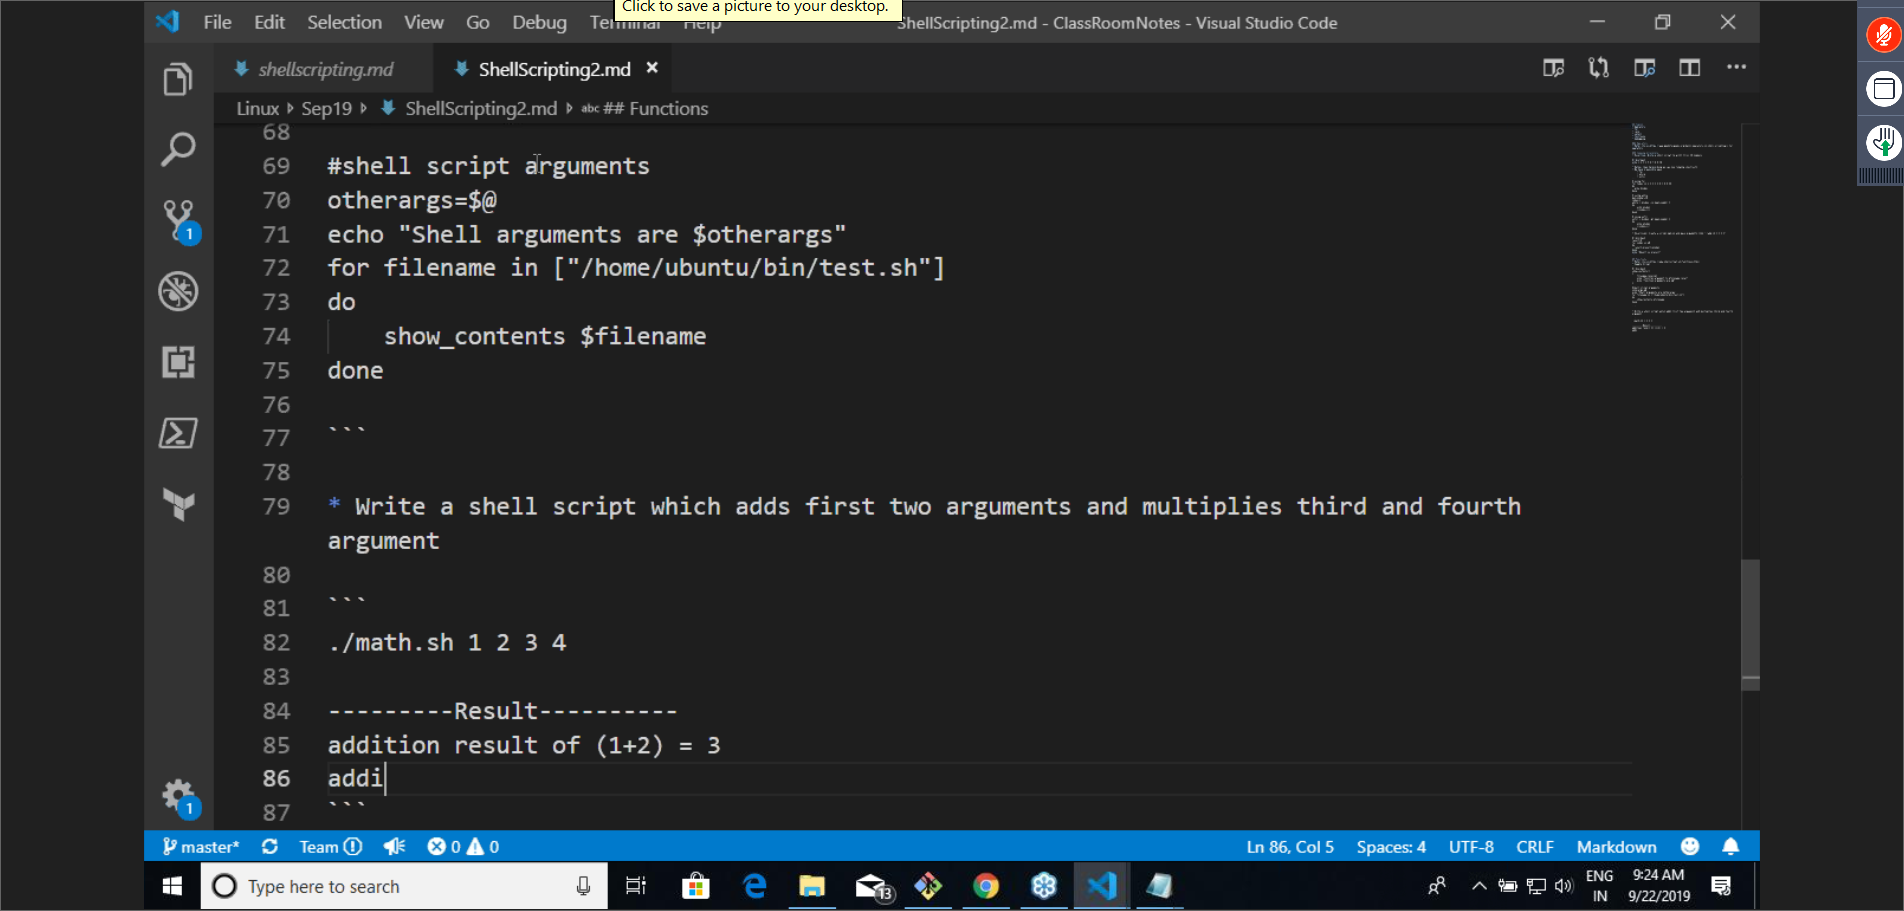 Click to save a picture to your desktop.
File Edit Selection View Go Debug Terminal Help ShellScripting2.md - ClassRoomNotes - Visual Studio Code
shellscripting.md ShellScripting2.md
Linux Sep19 ShellScripting2.md abc ## Functions
68
69 #shell script arguments
70 otherargs=$@
71 echo "Shell arguments are $otherargs"
72 for filename in ["/home/ubuntu/bin/test.sh"]
73 do
74 show_contents $filename
75 done
76
77 ```
78
79 * Write a shell script which adds first two arguments and multiplies third and fourth
argument
80
81 ```
82 ./math.sh 1 2 3 4
83
84 ---------Result----------
85 addition result of (1+2) = 3
86 addi
87 ```
1
1
master* Team 0 0 Ln 86, Col 5 Spaces: 4 UTF-8 CRLF Markdown
Type here to search 13 ENG 9:24 AM
IN 9/22/2019